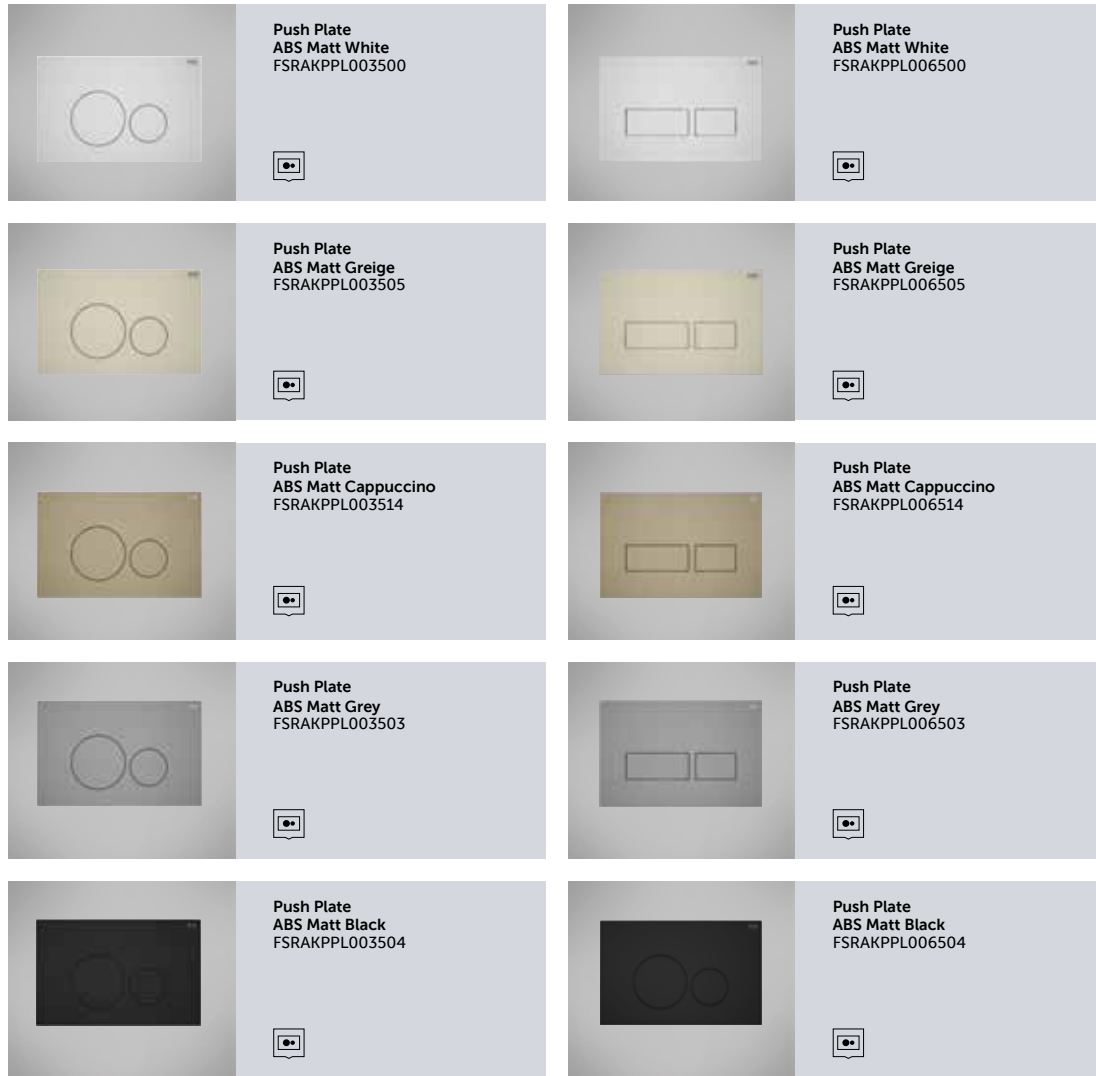 Push Plate
ABS Matt White
FSRAKPPL003500
Push Plate
ABS Matt White
FSRAKPPL006500
Push Plate
ABS Matt Greige
FSRAKPPL003505
Push Plate
ABS Matt Greige
FSRAKPPL006505
Push Plate
ABS Matt Cappuccino
FSRAKPPL003514
Push Plate
ABS Matt Cappuccino
FSRAKPPL006514
Push Plate
ABS Matt Grey
FSRAKPPL003503
Push Plate
ABS Matt Grey
FSRAKPPL006503
Push Plate
ABS Matt Black
FSRAKPPL003504
Push Plate
ABS Matt Black
FSRAKPPL006504